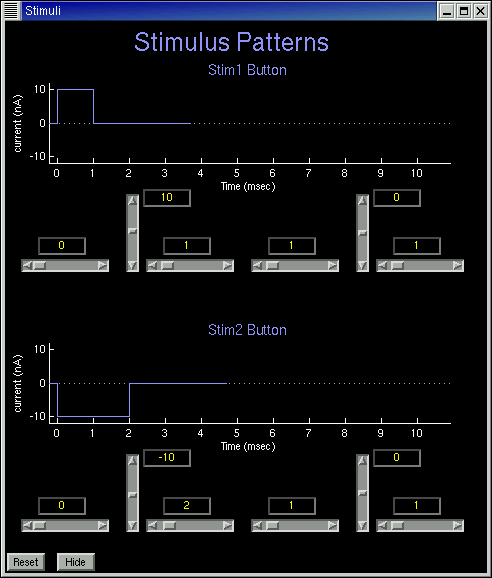 Stimuli
Stimulus Patterns
Stim1 Button
10
0
-10
current (nA)
0 1 2 3 4 5 6 7 8 9 10
Time (msec)
10 0
0 1 1 1
Stim2 Button
10
0
-10
current (nA)
0 1 2 3 4 5 6 7 8 9 10
Time (msec)
-10 0
0 2 1 1
Reset Hide